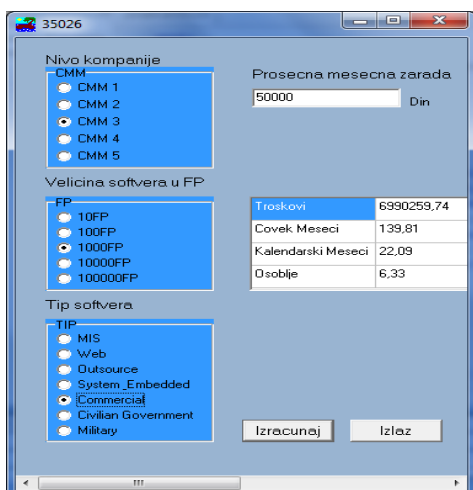 35026
Nivo kompanije
CMM
CMM 1
CMM 2
CMM 3
CMM 4
CMM 5
Prosecna mesecna zarada
50000
Din
Velicina softvera u FP
FP
10FP
100FP
1000FP
10000FP
100000FP
Troskovi 6990259,74
Covek Meseci 139,81
Kalendarski Meseci 22,09
Osoblje 6,33
Tip softvera
TIP
MIS
Web
Outsource
System_Embedded
Commercial
Civilian Government
Military
Izracunaj
Izlaz